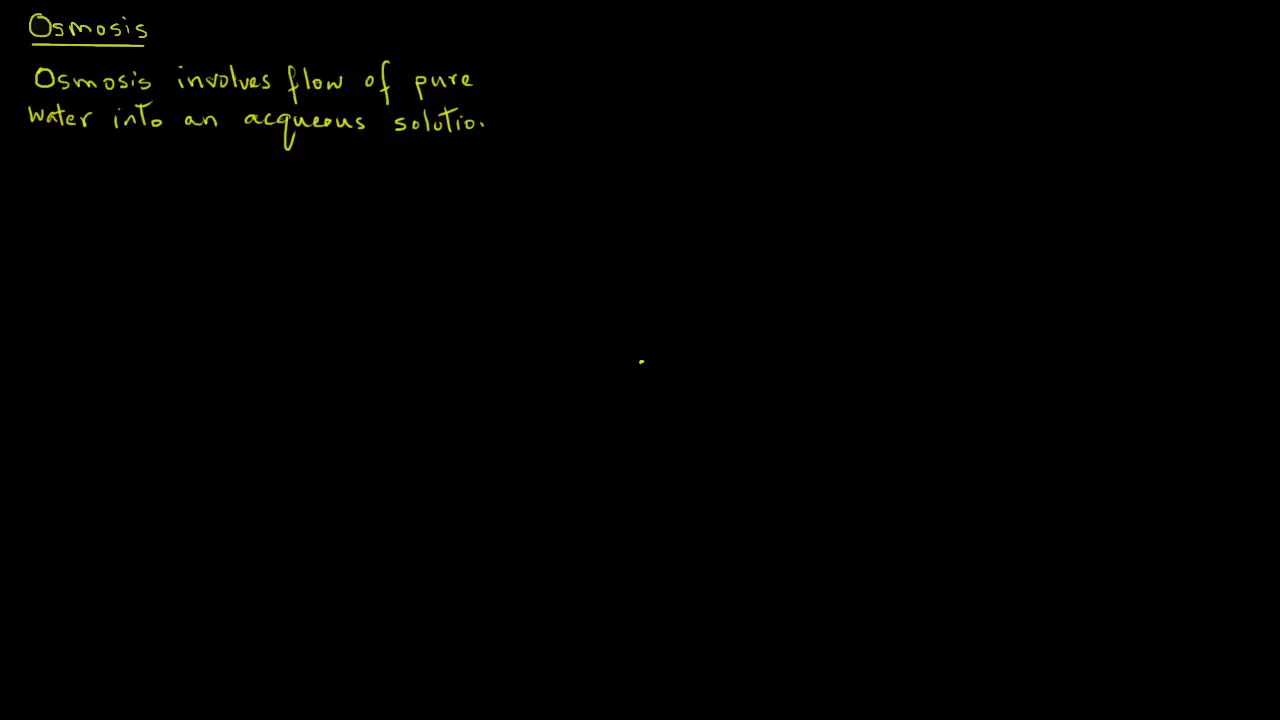 Osmosis
Osmosis involves flow of pure
water into an acqueous solutio.